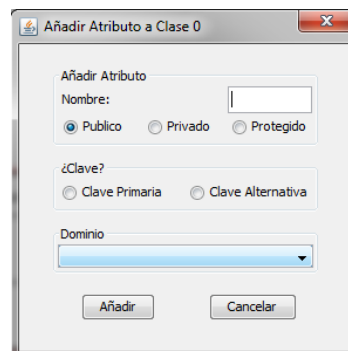 Añadir Atributo a Clase 0
Añadir Atributo
Nombre:
Publico Privado Protegido
¿Clave?
Clave Primaria Clave Alternativa
Dominio
Añadir Cancelar